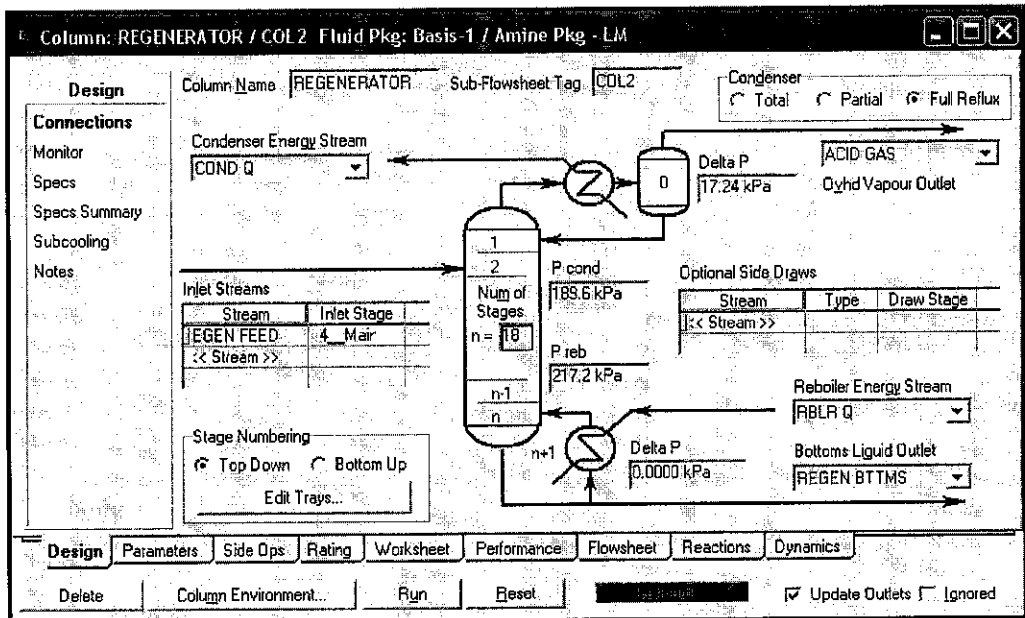 Column: REGENERATOR / COL2 Fluid Pkg: Basis-1 / Amine Pkg - LM
Design
Connections
Monitor
Specs
Specs Summary
Subcooling
Notes
Column Name REGENERATOR Sub-Flowsheet Tag COL2
Condenser
Total Partial Full Reflux
Condenser Energy Stream
COND Q
0
Delta P
17.24 kPa
ACID GAS
Ovhd Vapour Outlet
Inlet Streams
Stream Inlet Stage
EGEN FEED 4__Mair
<< Stream >>
1
2
Num of
Stages
n = 18
n-1
n
n+1
P cond
189.6 kPa
P reb
217.2 kPa
Optional Side Draws
Stream Type Draw Stage
<< Stream >>
Stage Numbering
Top Down Bottom Up
Edit Trays...
Delta P
0.0000 kPa
Reboiler Energy Stream
RBLR Q
Bottoms Liquid Outlet
REGEN BTTMS
Design Parameters Side Ops Rating Worksheet Performance Flowsheet Reactions Dynamics
Delete Column Environment... Run Reset Update Outlets Ignored